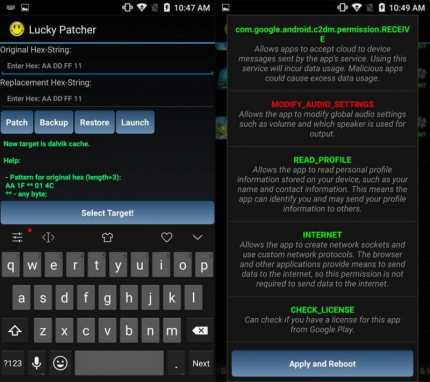 10:47 AM
Lucky Patcher
Original Hex-String:
Enter Hex: AA DD FF 11
Replacement Hex-String:
Enter Hex: AA DD FF 11
Patch Backup Restore Launch
Now target is dalvik cache.
Help:
- Pattern for original hex (length>3):
AA 1F ** 01 4C
** - any byte;
Select Target!
q w e r t y u i o p
a s d f g h j k l
z x c v b n m
?123 . Next
10:49 AM
com.google.android.c2dm.permission.RECEIV
E
Allows apps to accept cloud to device
messages sent by the app's service. Using this
service will incur data usage. Malicious apps
could cause excess data usage.
MODIFY_AUDIO_SETTINGS
Allows the app to modify global audio settings
such as volume and which speaker is used for
output.
READ_PROFILE
Allows the app to read personal profile
information stored on your device, such as your
name and contact information. This means the
app can identify you and may send your profile
information to others.
INTERNET
Allows the app to create network sockets and
use custom network protocols. The browser
and other applications provide means to send
data to the internet, so this permission is not
required to send data to the internet.
CHECK_LICENSE
Can check if you have a license for this app
from Google Play.
Apply and Reboot